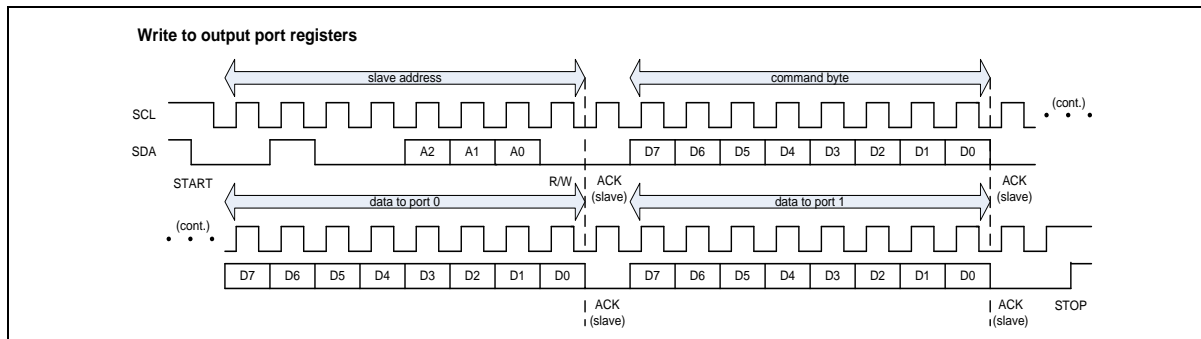 Write to output port registers
slave address
command byte
SCL
(cont.)
SDA
A2 A1 A0
D7 D6 D5 D4 D3 D2 D1 D0
START
R/W
ACK
(slave)
ACK
(slave)
data to port 0
data to port 1
(cont.)
D7 D6 D5 D4 D3 D2 D1 D0
D7 D6 D5 D4 D3 D2 D1 D0
ACK
(slave)
ACK
(slave)
STOP